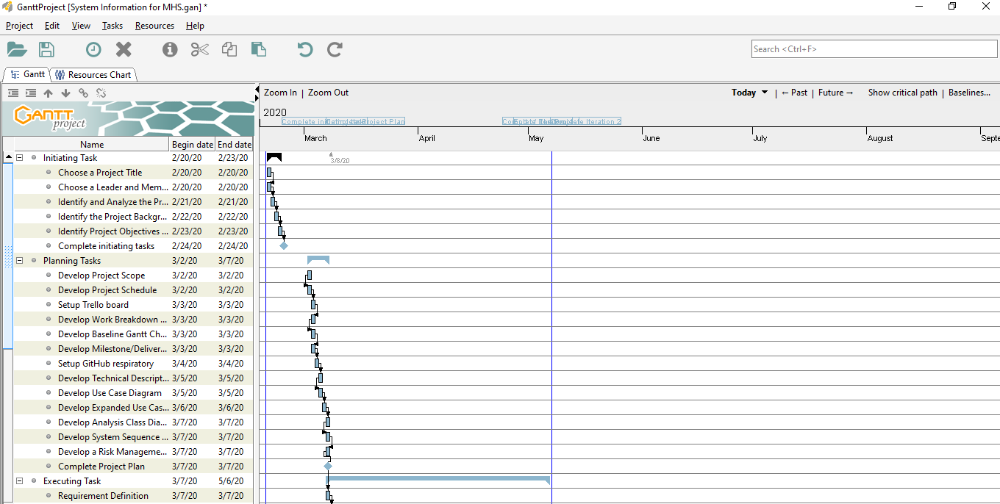 GanttProject [System Information for MHS.gan] *
Project Edit View Tasks Resources Help
Search <Ctrl+F>
Gantt Resources Chart
Zoom In | Zoom Out Today | ←Past | Future→ Show critical path | Baselines...
GANTT project
2020
Complete initiating tasks Project Plan Complete Iteration 2
March April May June July August Septe
Name Begin date End date
Initiating Task 2/20/20 2/23/20
3/8/20
Choose a Project Title 2/20/20 2/20/20
Choose a Leader and Mem... 2/20/20 2/20/20
Identify and Analyze the Pr... 2/21/20 2/21/20
Identify the Project Backgr... 2/22/20 2/22/20
Identify Project Objectives ... 2/23/20 2/23/20
Complete initiating tasks 2/24/20 2/24/20
Planning Tasks 3/2/20 3/7/20
Develop Project Scope 3/2/20 3/2/20
Develop Project Schedule 3/2/20 3/2/20
Setup Trello board 3/3/20 3/3/20
Develop Work Breakdown ... 3/3/20 3/3/20
Develop Baseline Gantt Ch... 3/3/20 3/3/20
Develop Milestone/Deliver... 3/3/20 3/3/20
Setup GitHub respiratory 3/4/20 3/4/20
Develop Technical Descript... 3/5/20 3/5/20
Develop Use Case Diagram 3/5/20 3/5/20
Develop Expanded Use Cas... 3/6/20 3/6/20
Develop Analysis Class Dia... 3/7/20 3/7/20
Develop System Sequence ... 3/7/20 3/7/20
Develop a Risk Manageme... 3/7/20 3/7/20
Complete Project Plan 3/7/20 3/7/20
Executing Task 3/7/20 5/6/20
Requirement Definition 3/7/20 3/7/20